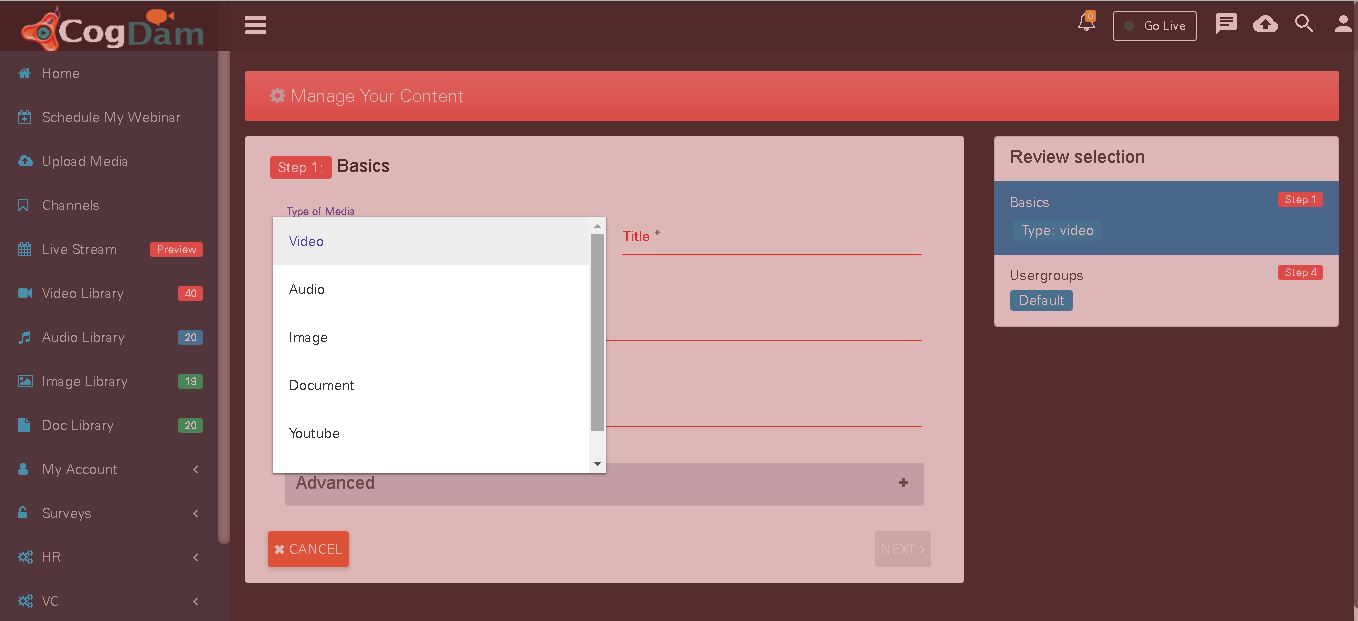 CogDam
0
Go Live
Home
Schedule My Webinar
Upload Media
Channels
Live Stream Preview
Video Library 40
Audio Library 20
Image Library 19
Doc Library 20
My Account
Surveys
HR
VC
Manage Your Content
Step 1: Basics
Type of Media
Video
Audio
Image
Document
Youtube
Title *
Advanced
CANCEL
NEXT
Review selection
Basics Step 1
Type: video
Usergroups Step 4
Default